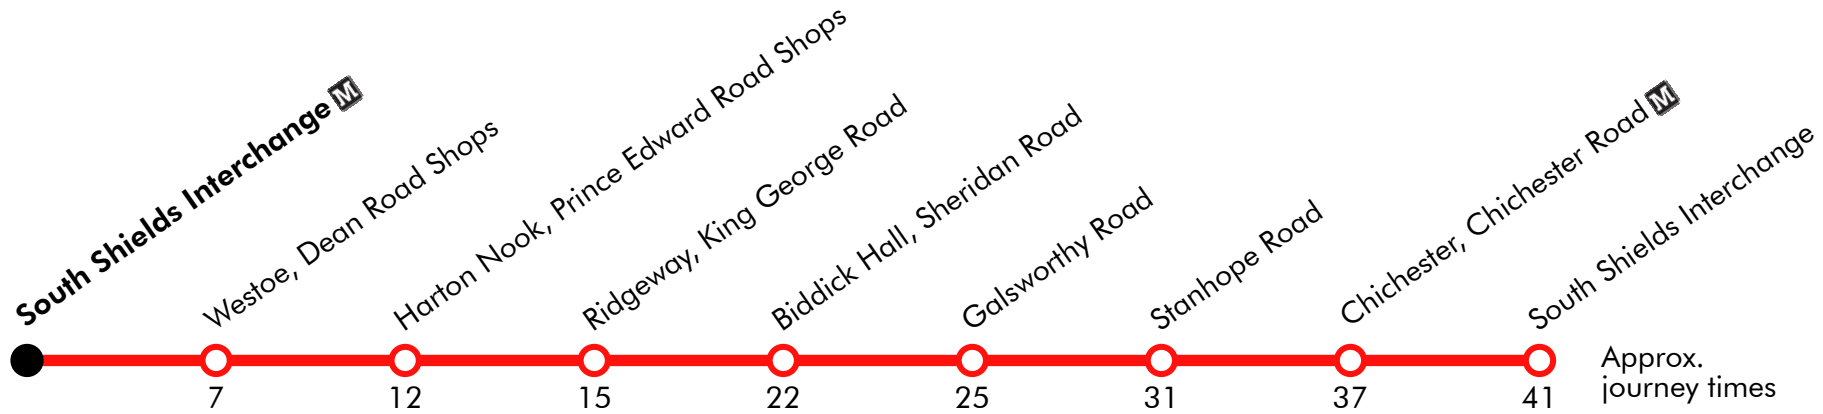 South Shields Interchange M
Westoe, Dean Road Shops
Harton Nook, Prince Edward Road Shops
Ridgeway, King George Road
Biddick Hall, Sheridan Road
Galsworthy Road
Stanhope Road
Chichester, Chichester Road M
South Shields Interchange
7 12 15 22 25 31 37 41
Approx.
journey times